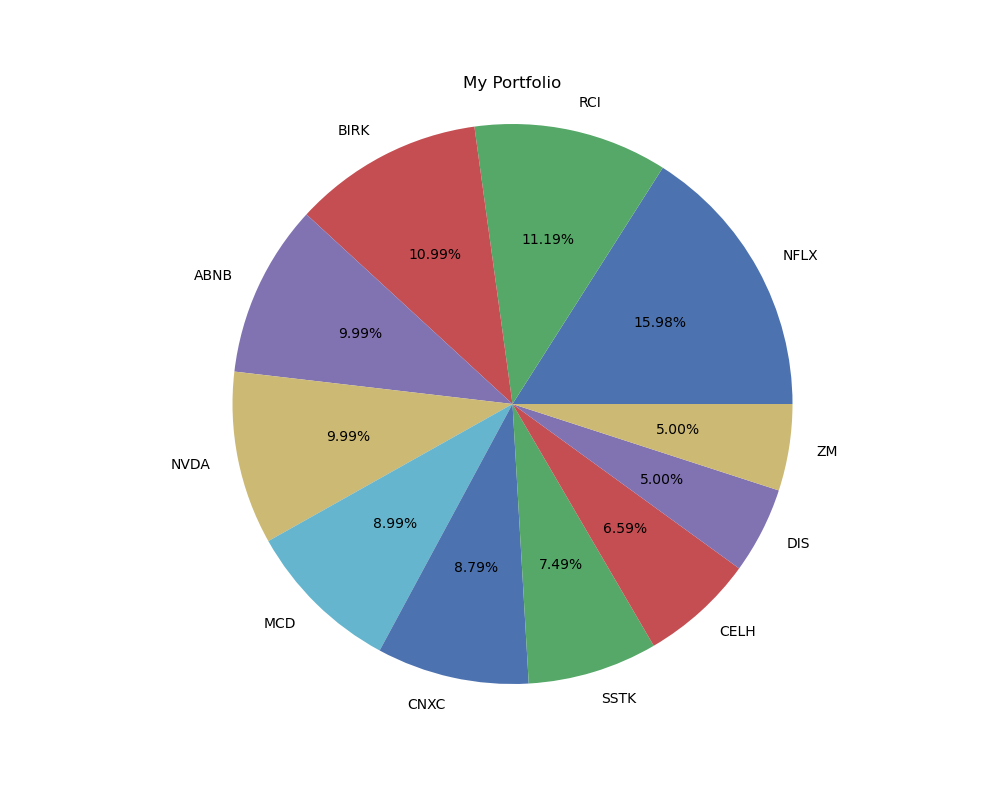 My Portfolio
RCI
BIRK
NFLX
ABNB
11.19%
10.99%
15.98%
9.99%
9.99%
5.00%
ZM
NVDA
5.00%
8.99%
6.59%
DIS
8.79%
7.49%
MCD
CELH
SSTK
CNXC